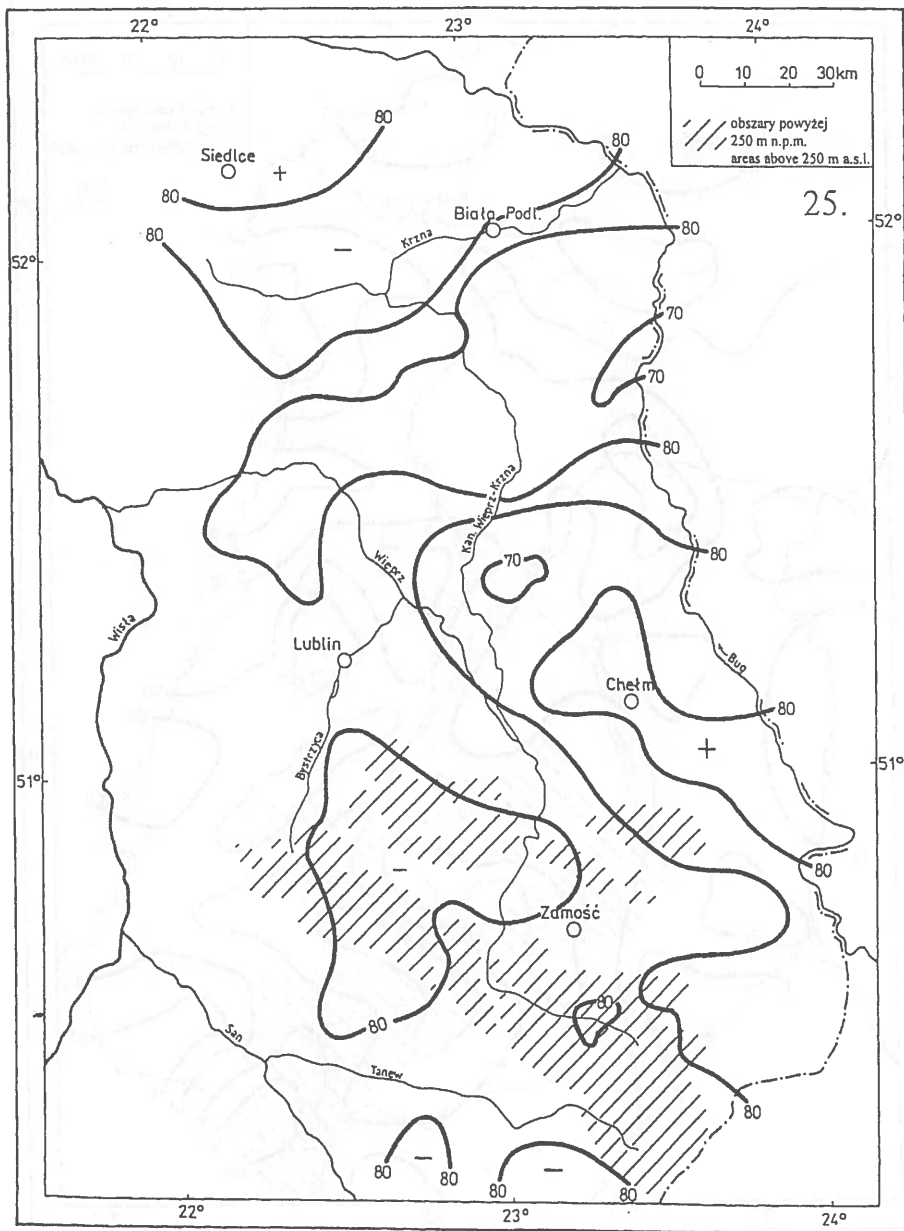 22°
23°
24°
0 10 20 30km
obszary powyżej
250 m n.p.m.
areas above 250 m a.s.l.
25.
80
80
Siedlce
+
80
80
52°
Biała Podl.
80
Krzna
52°
–
70
70
80
Kan. Wieprz-Krzna
80
70
Wieprz
Wisła
Lublin
Bug
Chełm
80
+
Bystrzyca
51°
51°
80
–
Zamość
80
80
San
Tanew
80
80
–
80
80
–
80
22°
23°
24°